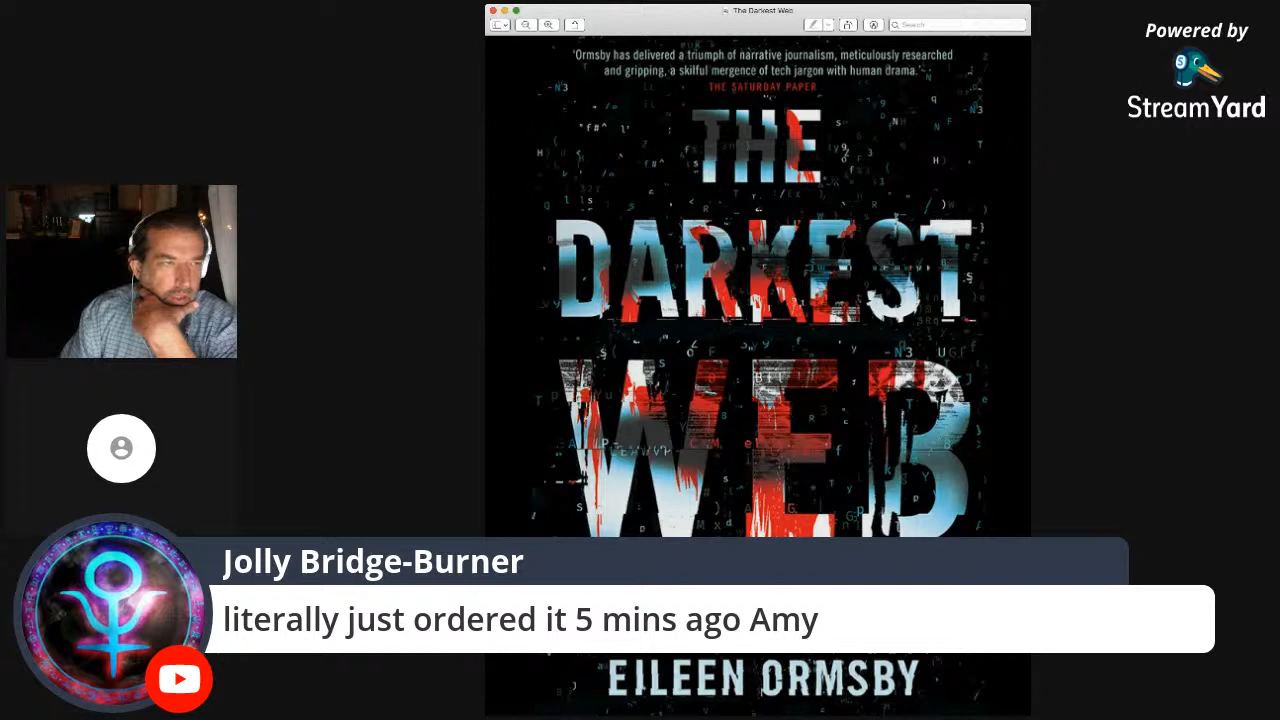 The Darkest Web
Search
Powered by
StreamYard
'Ormsby has delivered a triumph of narrative journalism, meticulously researched
and gripping, a skilful mergence of tech jargon with human drama.'
THE SATURDAY PAPER
THE
DARKEST
WEB
Jolly Bridge-Burner
literally just ordered it 5 mins ago Amy
EILEEN ORMSBY